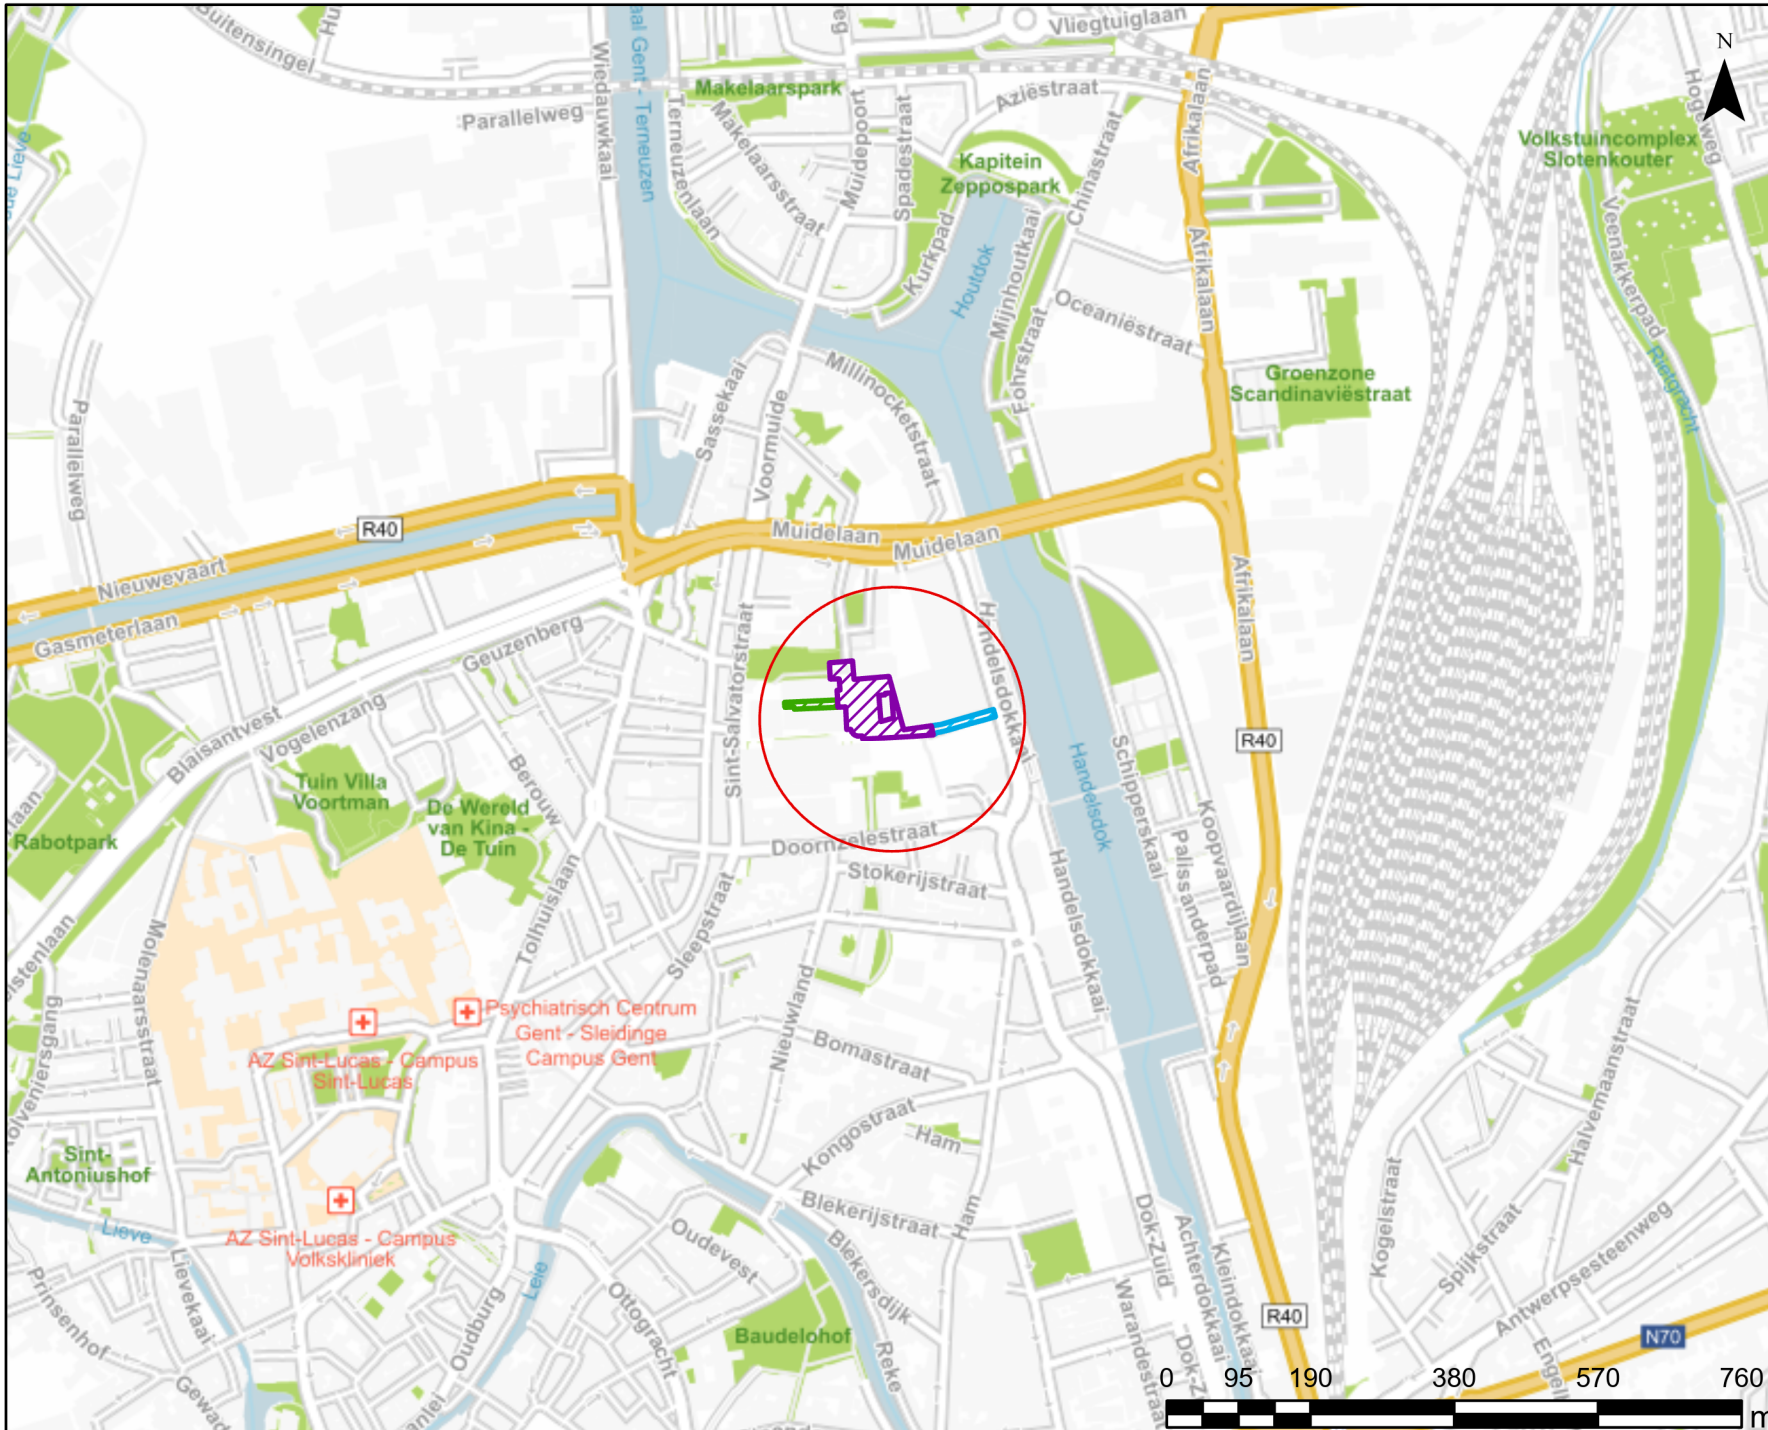 Buitensingel
Wiedauwkaai
Vliegtuiglaan
N
Makelaarspark
Parallelweg
Aziëstraat
Afrikalaan
Hogeweg
Volkstuincomplex
Slotenkouter
Terneuzenlaan
Makelaarsstraat
Muidepoort
Spadestraat
Kapitein
Zeppospark
Chinastraat
Kurkpad
Houtdok
Mijnhoutkaai
Afrikalaan
Veenakkerpad
Oceaniëstraat
Fohrstraat
Rietgracht
Groenzone
Scandinaviëstraat
Millinocketstraat
Sassekaai
Voormuide
Parallelweg
R40
Muidelaan
Muidelaan
Nieuwevaart
Gasmeterlaan
Geuzenberg
Sint-Salvatorstraat
Handelsdokkaai
Afrikalaan
Blaisantvest
Vogelenzang
R40
Tuin Villa
Voortman
De Wereld
van Kina -
De Tuin
Berouw
Rabotpark
Handelsdok
Schipperskaai
Koopvaardijlaan
Palissanderpad
Doornzelestraat
Stokerijstraat
Tolhuislaan
Sleepstraat
Handelsdokkaai
Molenaarsstraat
Nieuwland
Psychiatrisch Centrum
Gent - Sleidinge
Campus Gent
AZ Sint-Lucas - Campus
Sint-Lucas
Bomastraat
Kongostraat
Ham
Halvemaanstraat
Sint-
Antoniushof
Lieve
AZ Sint-Lucas - Campus
Volkskliniek
Blekerijstraat
Ham
Oudevest
Blekersdijk
Dok-Zuid
Achterdokkaai
Kleindokkaai
Kogelstraat
Spijkstraat
Antwerpsesteenweg
Prinsenhof
Lievekaai
Leie
Oudburg
Ottogracht
Baudelohof
Reke
Warandestraat
R40
N70
0 95 190 380 570 760
m